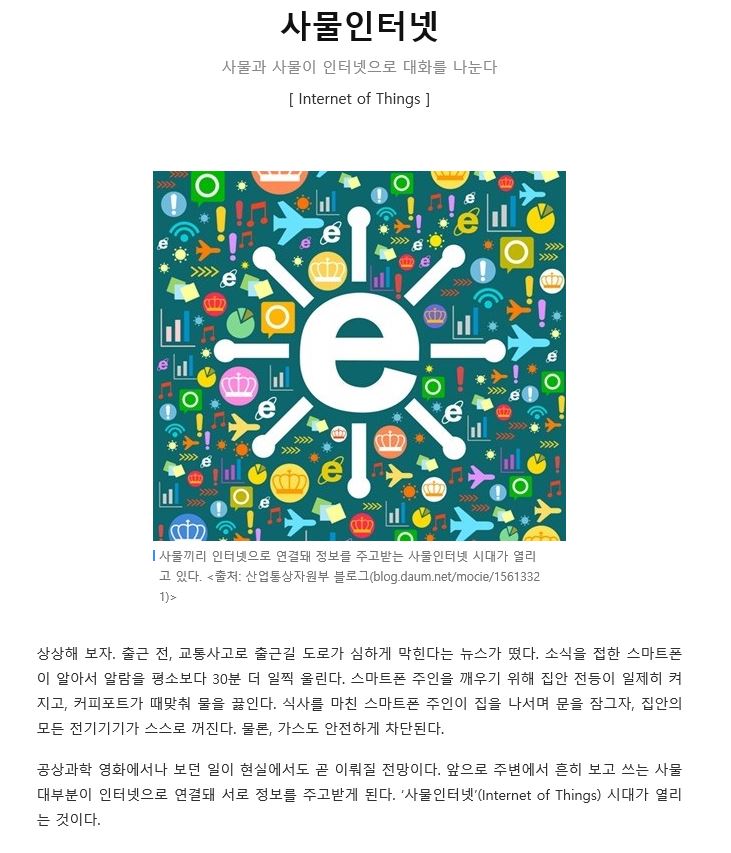 사물인터넷
사물과 사물이 인터넷으로 대화를 나눈다
[ Internet of Things ]
e
사물끼리 인터넷으로 연결돼 정보를 주고받는 사물인터넷 시대가 열리
고 있다. <출처: 산업통상자원부 블로그(blog.daum.net/mocie/1561332
1)>
상상해 보자. 출근 전, 교통사고로 출근길 도로가 심하게 막힌다는 뉴스가 떴다. 소식을 접한 스마트폰
이 알아서 알람을 평소보다 30분 더 일찍 울린다. 스마트폰 주인을 깨우기 위해 집안 전등이 일제히 켜
지고, 커피포트가 때맞춰 물을 끓인다. 식사를 마친 스마트폰 주인이 집을 나서며 문을 잠그자, 집안의
모든 전기기기가 스스로 꺼진다. 물론, 가스도 안전하게 차단된다.
공상과학 영화에서나 보던 일이 현실에서도 곧 이뤄질 전망이다. 앞으로 주변에서 흔히 보고 쓰는 사물
대부분이 인터넷으로 연결돼 서로 정보를 주고받게 된다. ‘사물인터넷’(Internet of Things) 시대가 열리
는 것이다.